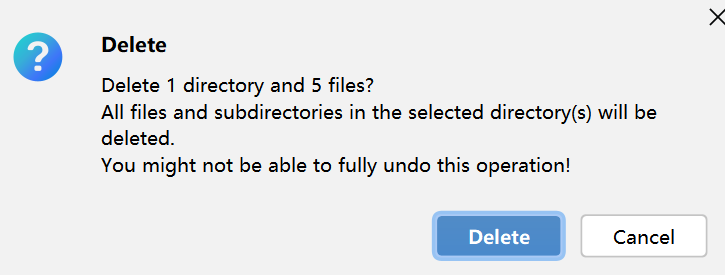 Delete
Delete 1 directory and 5 files?
All files and subdirectories in the selected directory(s) will be
deleted.
You might not be able to fully undo this operation!
Delete
Cancel